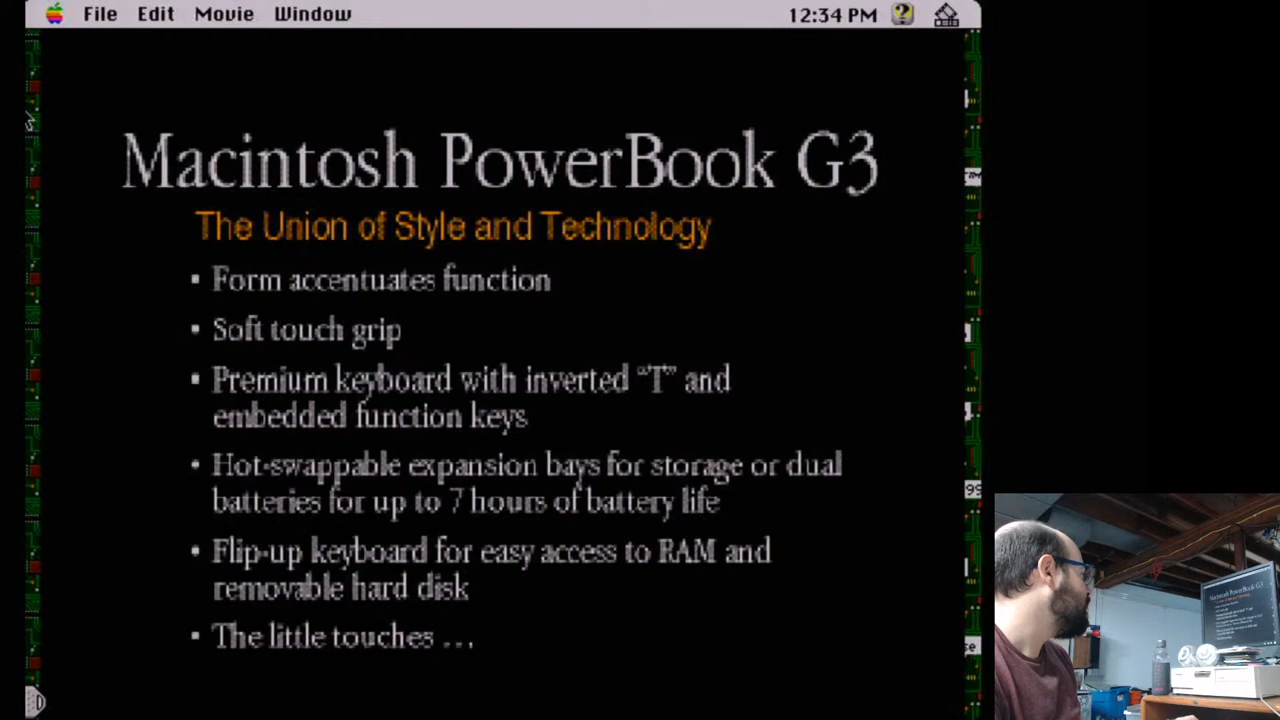 File Edit Movie Window 12:34 PM
Macintosh PowerBook G3
The Union of Style and Technology
• Form accentuates function
• Soft touch grip
• Premium keyboard with inverted “T” and
embedded function keys
• Hot-swappable expansion bays for storage or dual
batteries for up to 7 hours of battery life
• Flip-up keyboard for easy access to RAM and
removable hard disk
• The little touches …
Macintosh PowerBook G3